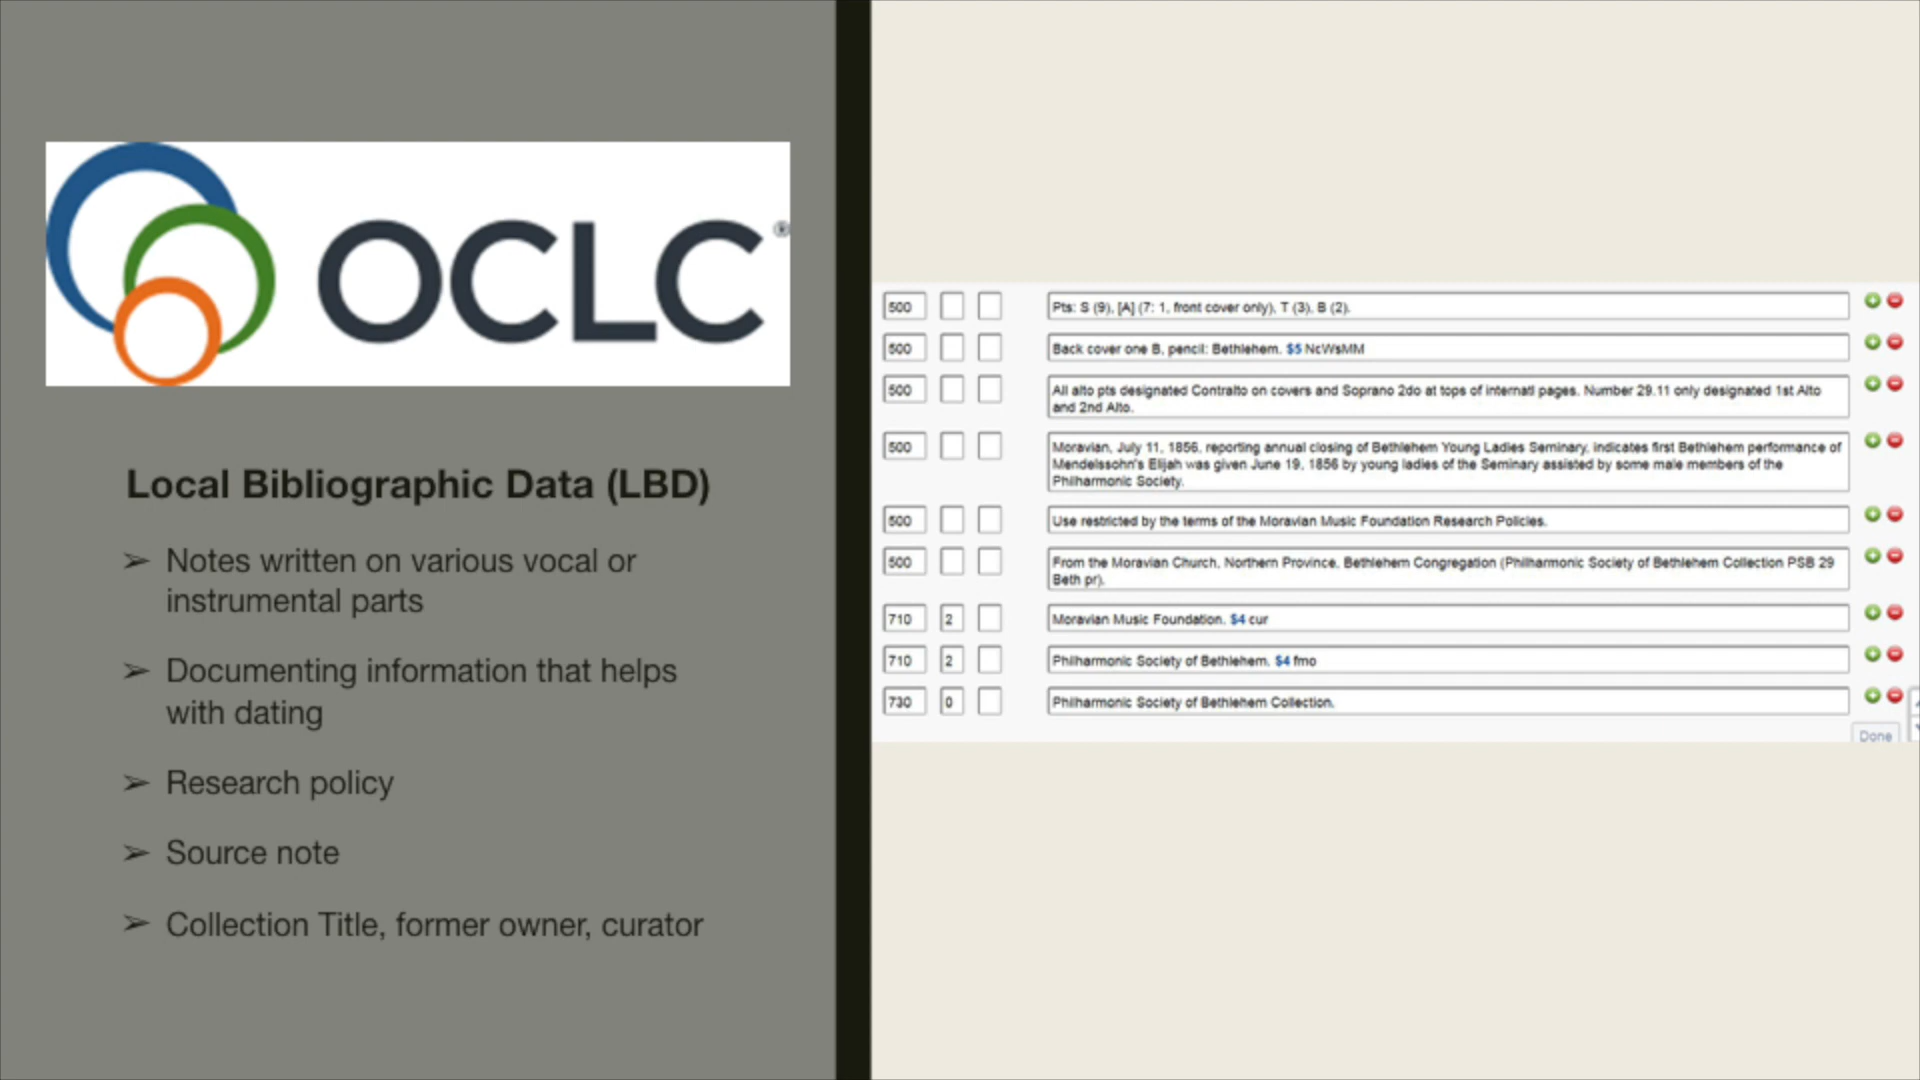 OCLC®
Local Bibliographic Data (LBD)
➢ Notes written on various vocal or
instrumental parts
➢ Documenting information that helps
with dating
➢ Research policy
➢ Source note
➢ Collection Title, former owner, curator
500 Pts: S (9), [A] (7: 1, front cover only), T (3), B (2).
500 Back cover one B, pencil: Bethlehem. $5 NcWsMM
500 All alto pts designated Contralto on covers and Soprano 2do at tops of internatl pages. Number 29.11 only designated 1st Alto
and 2nd Alto.
500 Moravian, July 11, 1856, reporting annual closing of Bethlehem Young Ladies Seminary, indicates first Bethlehem performance of
Mendelssohn's Elijah was given June 19, 1856 by young ladies of the Seminary assisted by some male members of the
Philharmonic Society.
500 Use restricted by the terms of the Moravian Music Foundation Research Policies.
500 From the Moravian Church, Northern Province, Bethlehem Congregation (Philharmonic Society of Bethlehem Collection PSB 29
Beth pr).
710 2 Moravian Music Foundation. $4 cur
710 2 Philharmonic Society of Bethlehem. $4 fmo
730 0 Philharmonic Society of Bethlehem Collection.
Done